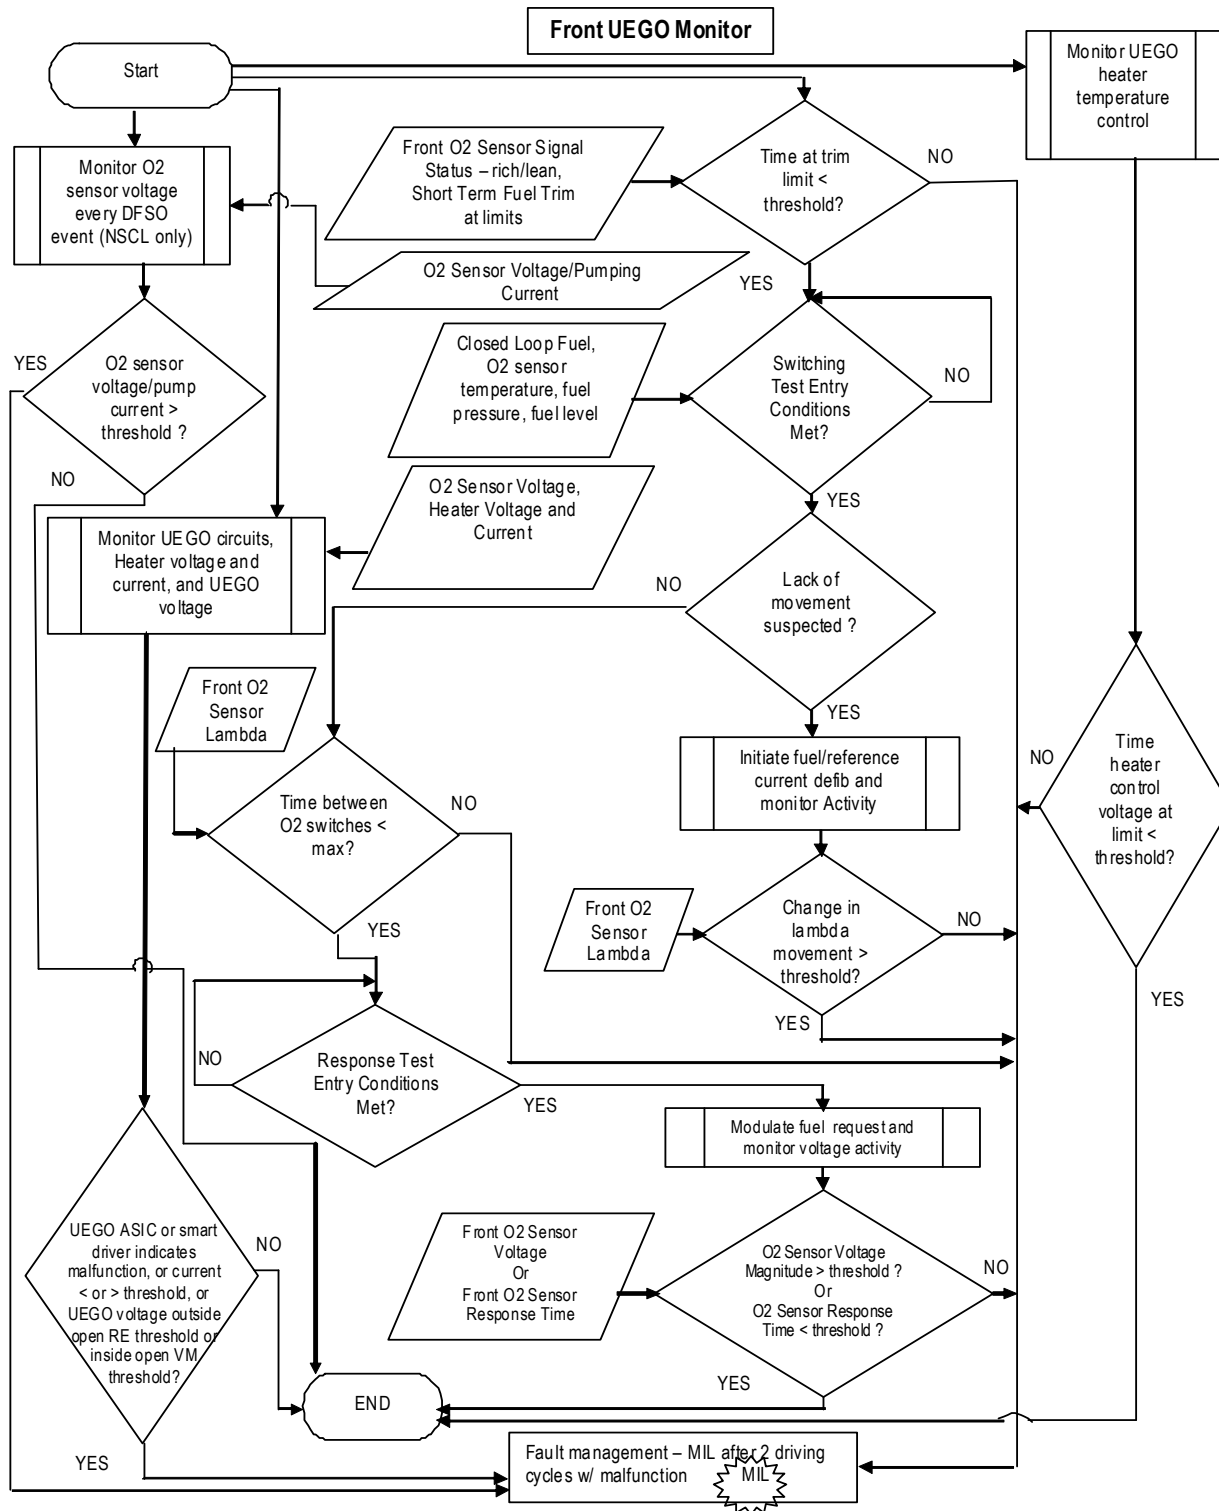 Front UEGO Monitor
Start
Monitor UEGO
heater
temperature
control
Monitor O2
sensor voltage
every DFSO
event (NSCL only)
Front O2 Sensor Signal
Status – rich/lean,
Short Term Fuel Trim
at limits
Time at trim
limit <
threshold?
NO
YES
O2 Sensor Voltage/Pumping
Current
YES
O2 sensor
voltage/pump
current >
threshold ?
NO
Closed Loop Fuel,
O2 sensor
temperature, fuel
pressure, fuel level
Switching
Test Entry
Conditions
Met?
NO
YES
O2 Sensor Voltage,
Heater Voltage and
Current
Monitor UEGO circuits,
Heater voltage and
current, and UEGO
voltage
NO
Lack of
movement
suspected ?
YES
Front O2
Sensor
Lambda
Time between
O2 switches <
max?
NO
YES
Initiate fuel/reference
current defib and
monitor Activity
NO
Time
heater
control
voltage at
limit <
threshold?
YES
Front O2
Sensor
Lambda
Change in
lambda
movement >
threshold?
NO
YES
NO
Response Test
Entry Conditions
Met?
YES
Modulate fuel request and
monitor voltage activity
UEGO ASIC or smart
driver indicates
malfunction, or current
< or > threshold, or
UEGO voltage outside
open RE threshold or
inside open VM
threshold?
NO
YES
Front O2 Sensor
Voltage
Or
Front O2 Sensor
Response Time
O2 Sensor Voltage
Magnitude > threshold ?
Or
O2 Sensor Response
Time < threshold ?
NO
YES
END
Fault management – MIL after 2 driving
cycles w/ malfunction
MIL